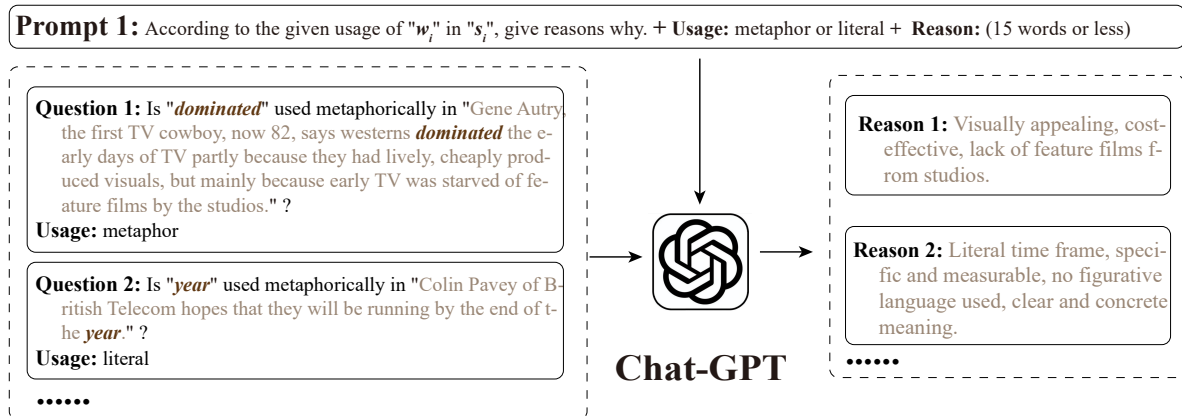 Prompt 1: According to the given usage of "wᵢ" in "sᵢ", give reasons why. + Usage: metaphor or literal + Reason: (15 words or less)
Question 1: Is "dominated" used metaphorically in "Gene Autry,
the first TV cowboy, now 82, says westerns dominated the e-
arly days of TV partly because they had lively, cheaply prod-
uced visuals, but mainly because early TV was starved of fe-
ature films by the studios." ?
Usage: metaphor
Question 2: Is "year" used metaphorically in "Colin Pavey of B-
ritish Telecom hopes that they will be running by the end of t-
he year." ?
Usage: literal
......
Chat-GPT
Reason 1: Visually appealing, cost-
effective, lack of feature films f-
rom studios.
Reason 2: Literal time frame, speci-
fic and measurable, no figurative
language used, clear and concrete
meaning.
......